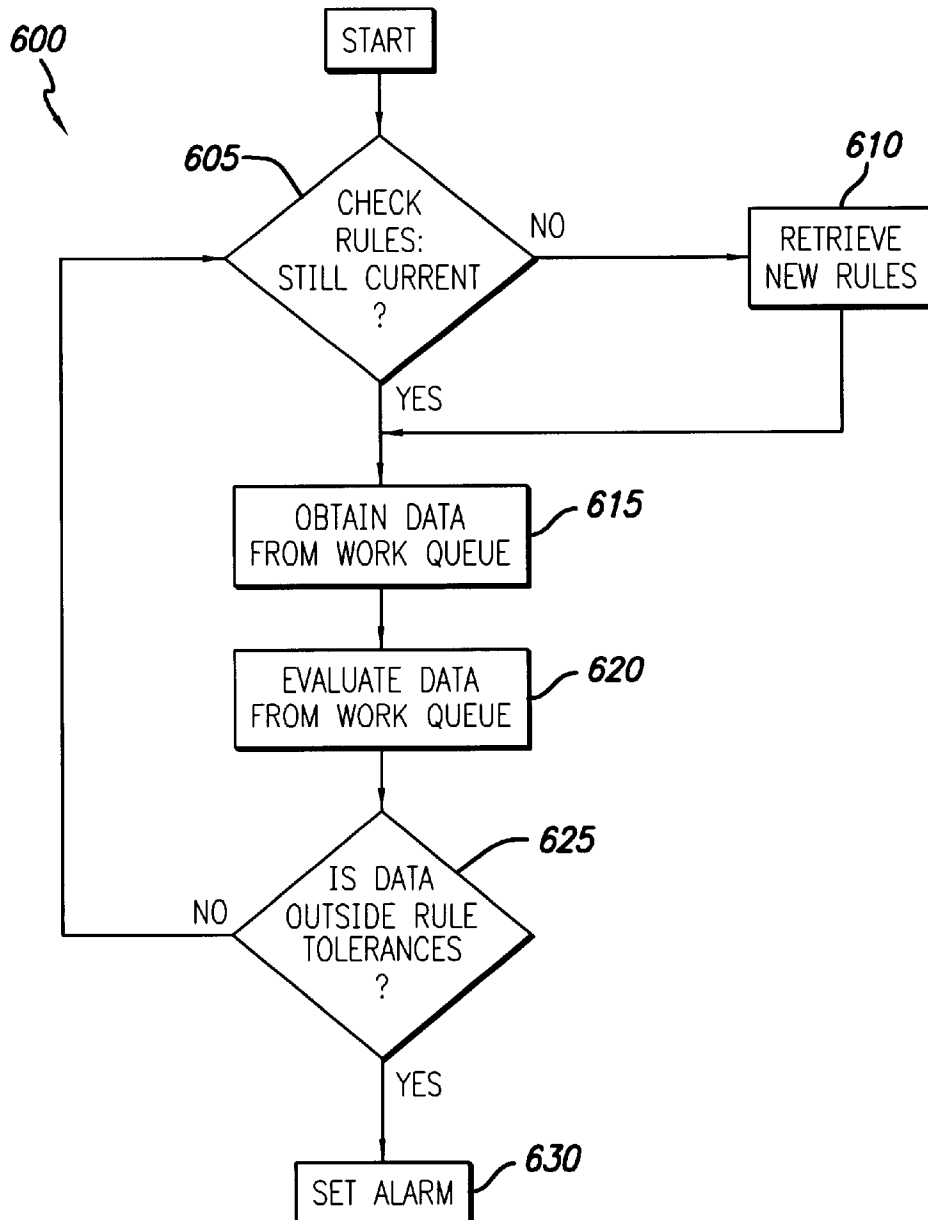 600
START
605
CHECK
RULES:
STILL CURRENT
?
NO
610
RETRIEVE
NEW RULES
YES
OBTAIN DATA
FROM WORK QUEUE
615
EVALUATE DATA
FROM WORK QUEUE
620
625
IS DATA
OUTSIDE RULE
TOLERANCES
?
NO
YES
SET ALARM
630